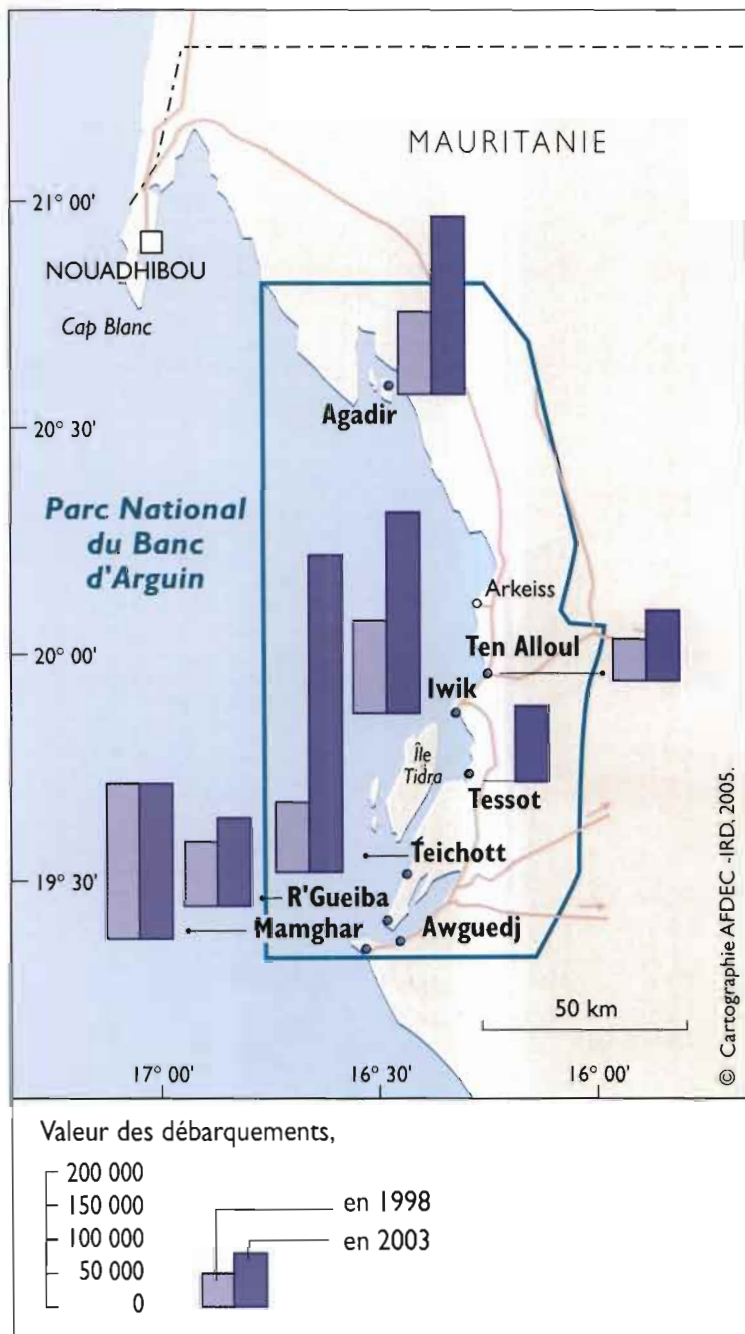 MAURITANIE
21° 00'
NOUADHIBOU
Cap Blanc
Agadir
20° 30'
Parc National
du Banc
d'Arguin
Arkeiss
Ten Alloul
20° 00'
Iwik
Île
Tidra
Tessot
Teichott
19° 30'
R'Gueiba
Mamghar
Awguedj
50 km
17° 00'
16° 30'
16° 00'
© Cartographie AFDEC -IRD, 2005.
Valeur des débarquements,
200 000
150 000
100 000
50 000
0
en 1998
en 2003